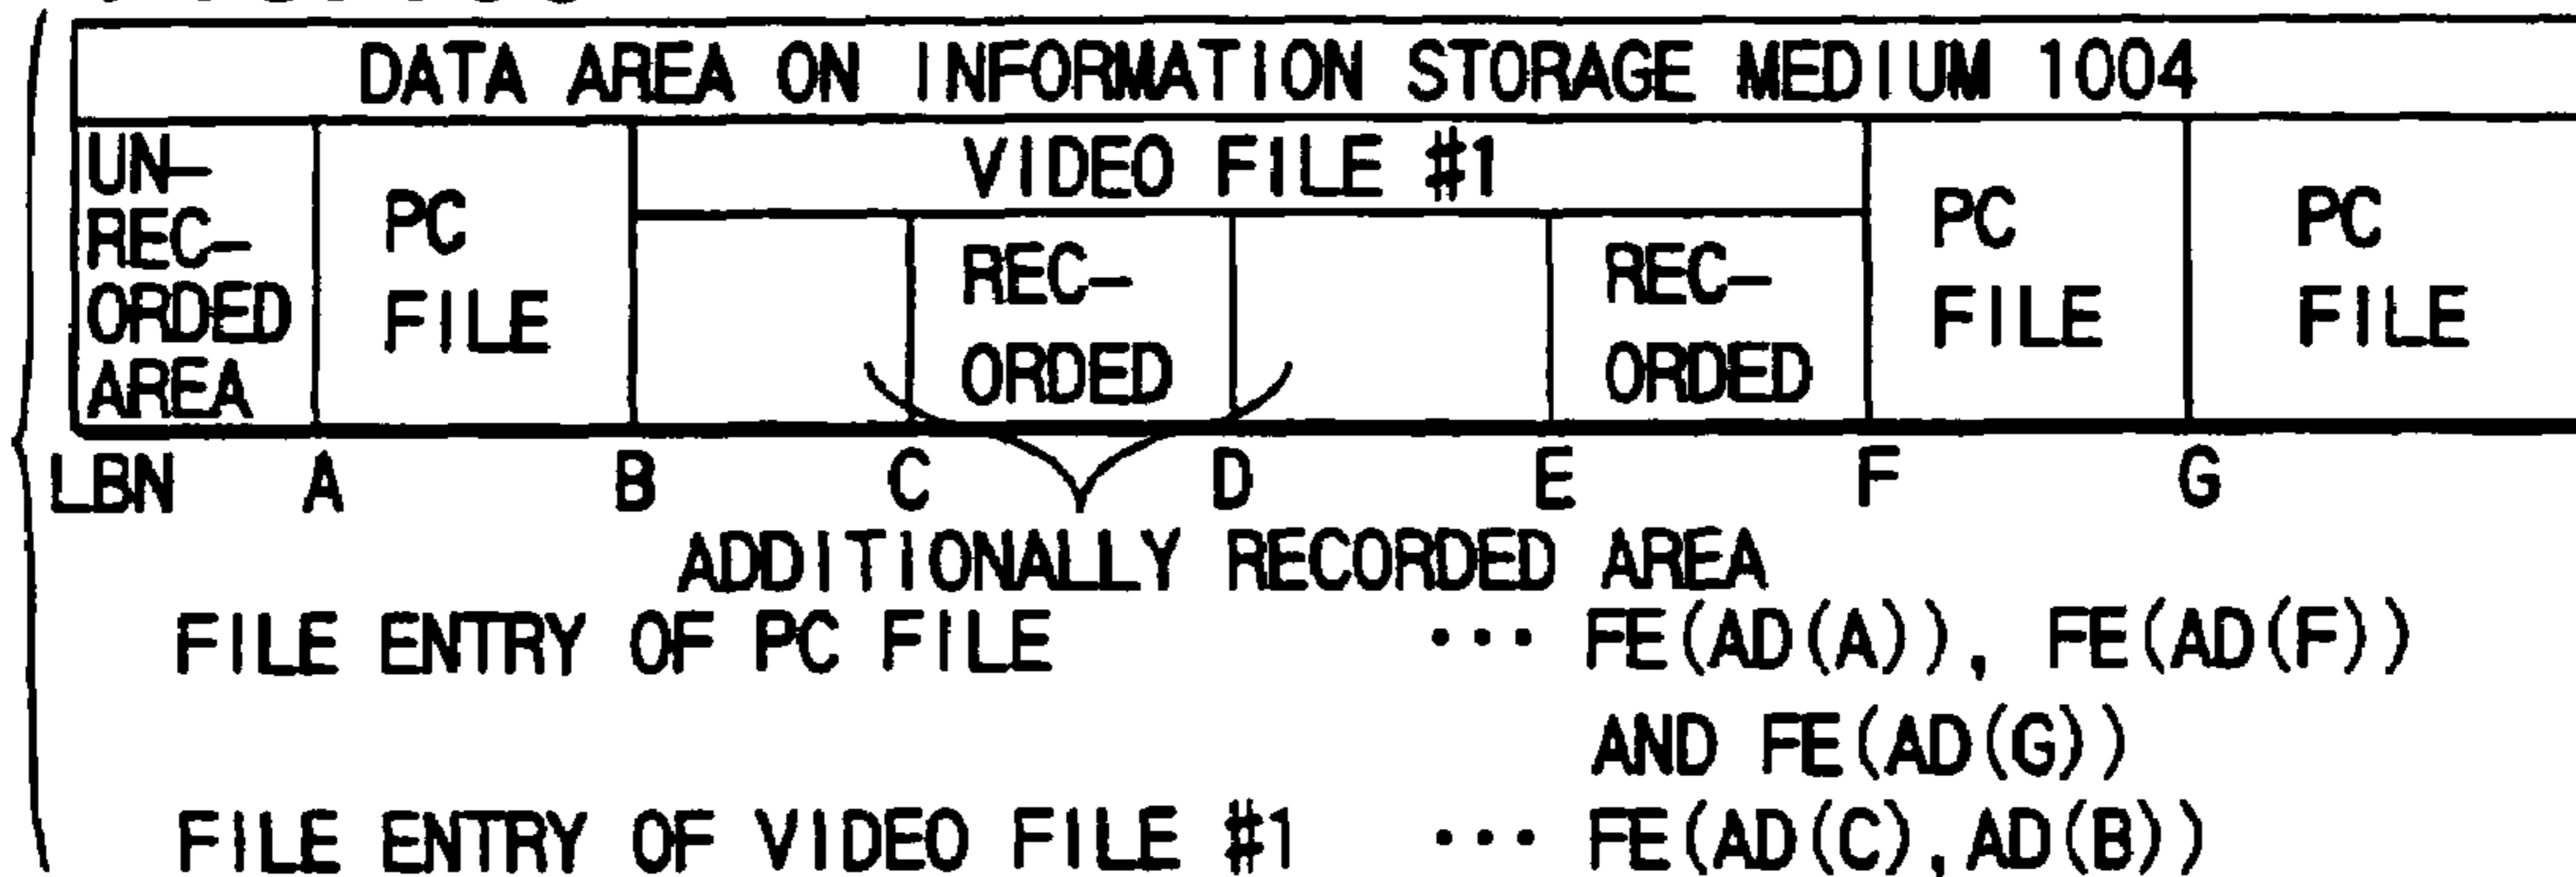 DATA AREA ON INFORMATION STORAGE MEDIUM 1004
UN-
REC-
ORDED
AREA
PC
FILE
VIDEO FILE #1
REC-
ORDED
REC-
ORDED
PC
FILE
PC
FILE
LBN A B C D E F G
ADDITIONALLY RECORDED AREA
FILE ENTRY OF PC FILE ··· FE(AD(A)), FE(AD(F))
AND FE(AD(G))
FILE ENTRY OF VIDEO FILE #1 ··· FE(AD(C), AD(B))